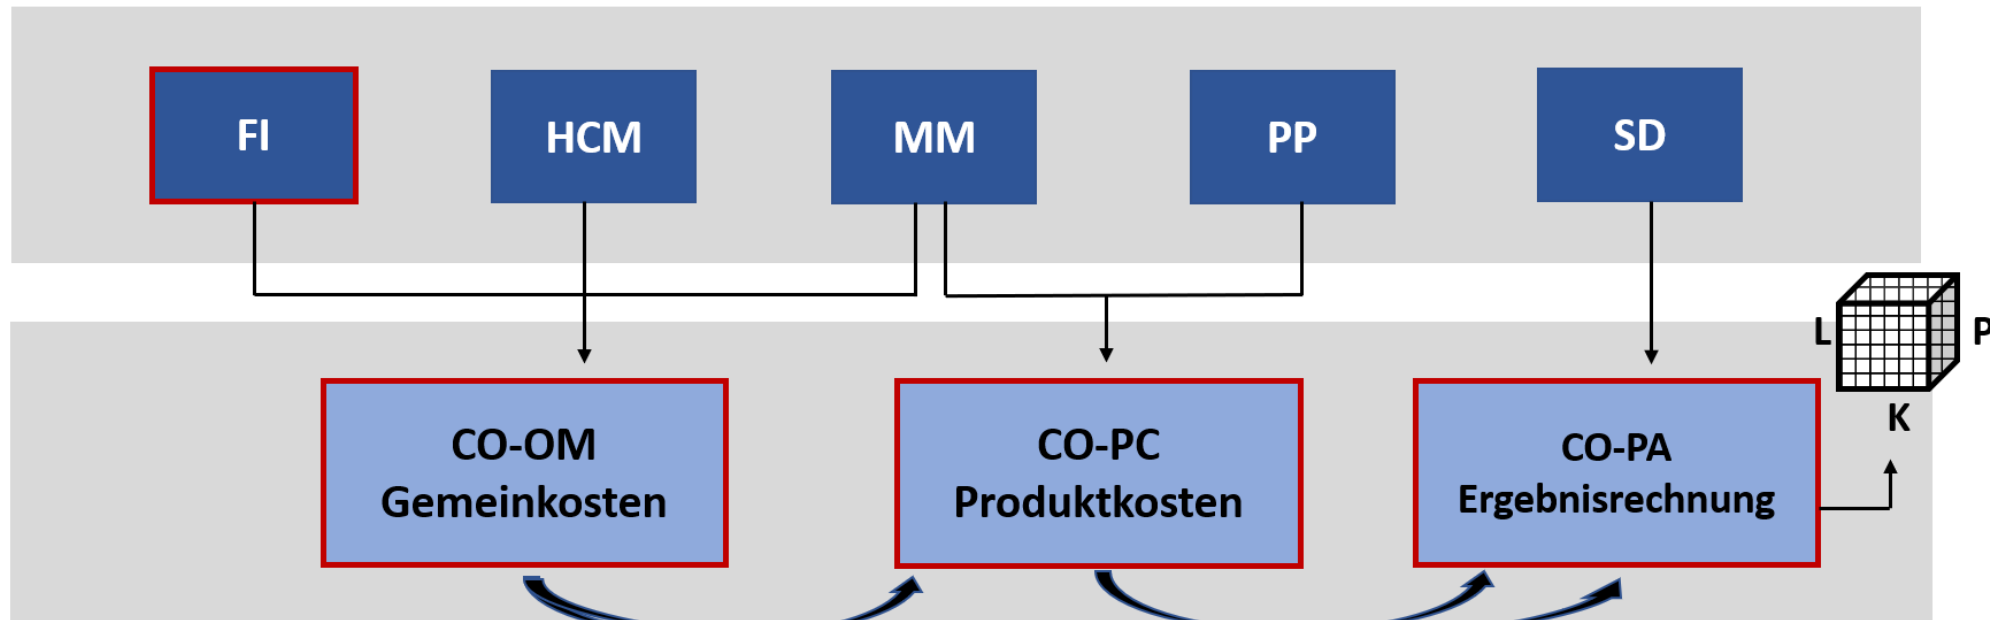 FI
HCM
MM
PP
SD
L
P
K
CO-OM
Gemeinkosten
CO-PC
Produktkosten
CO-PA
Ergebnisrechnung